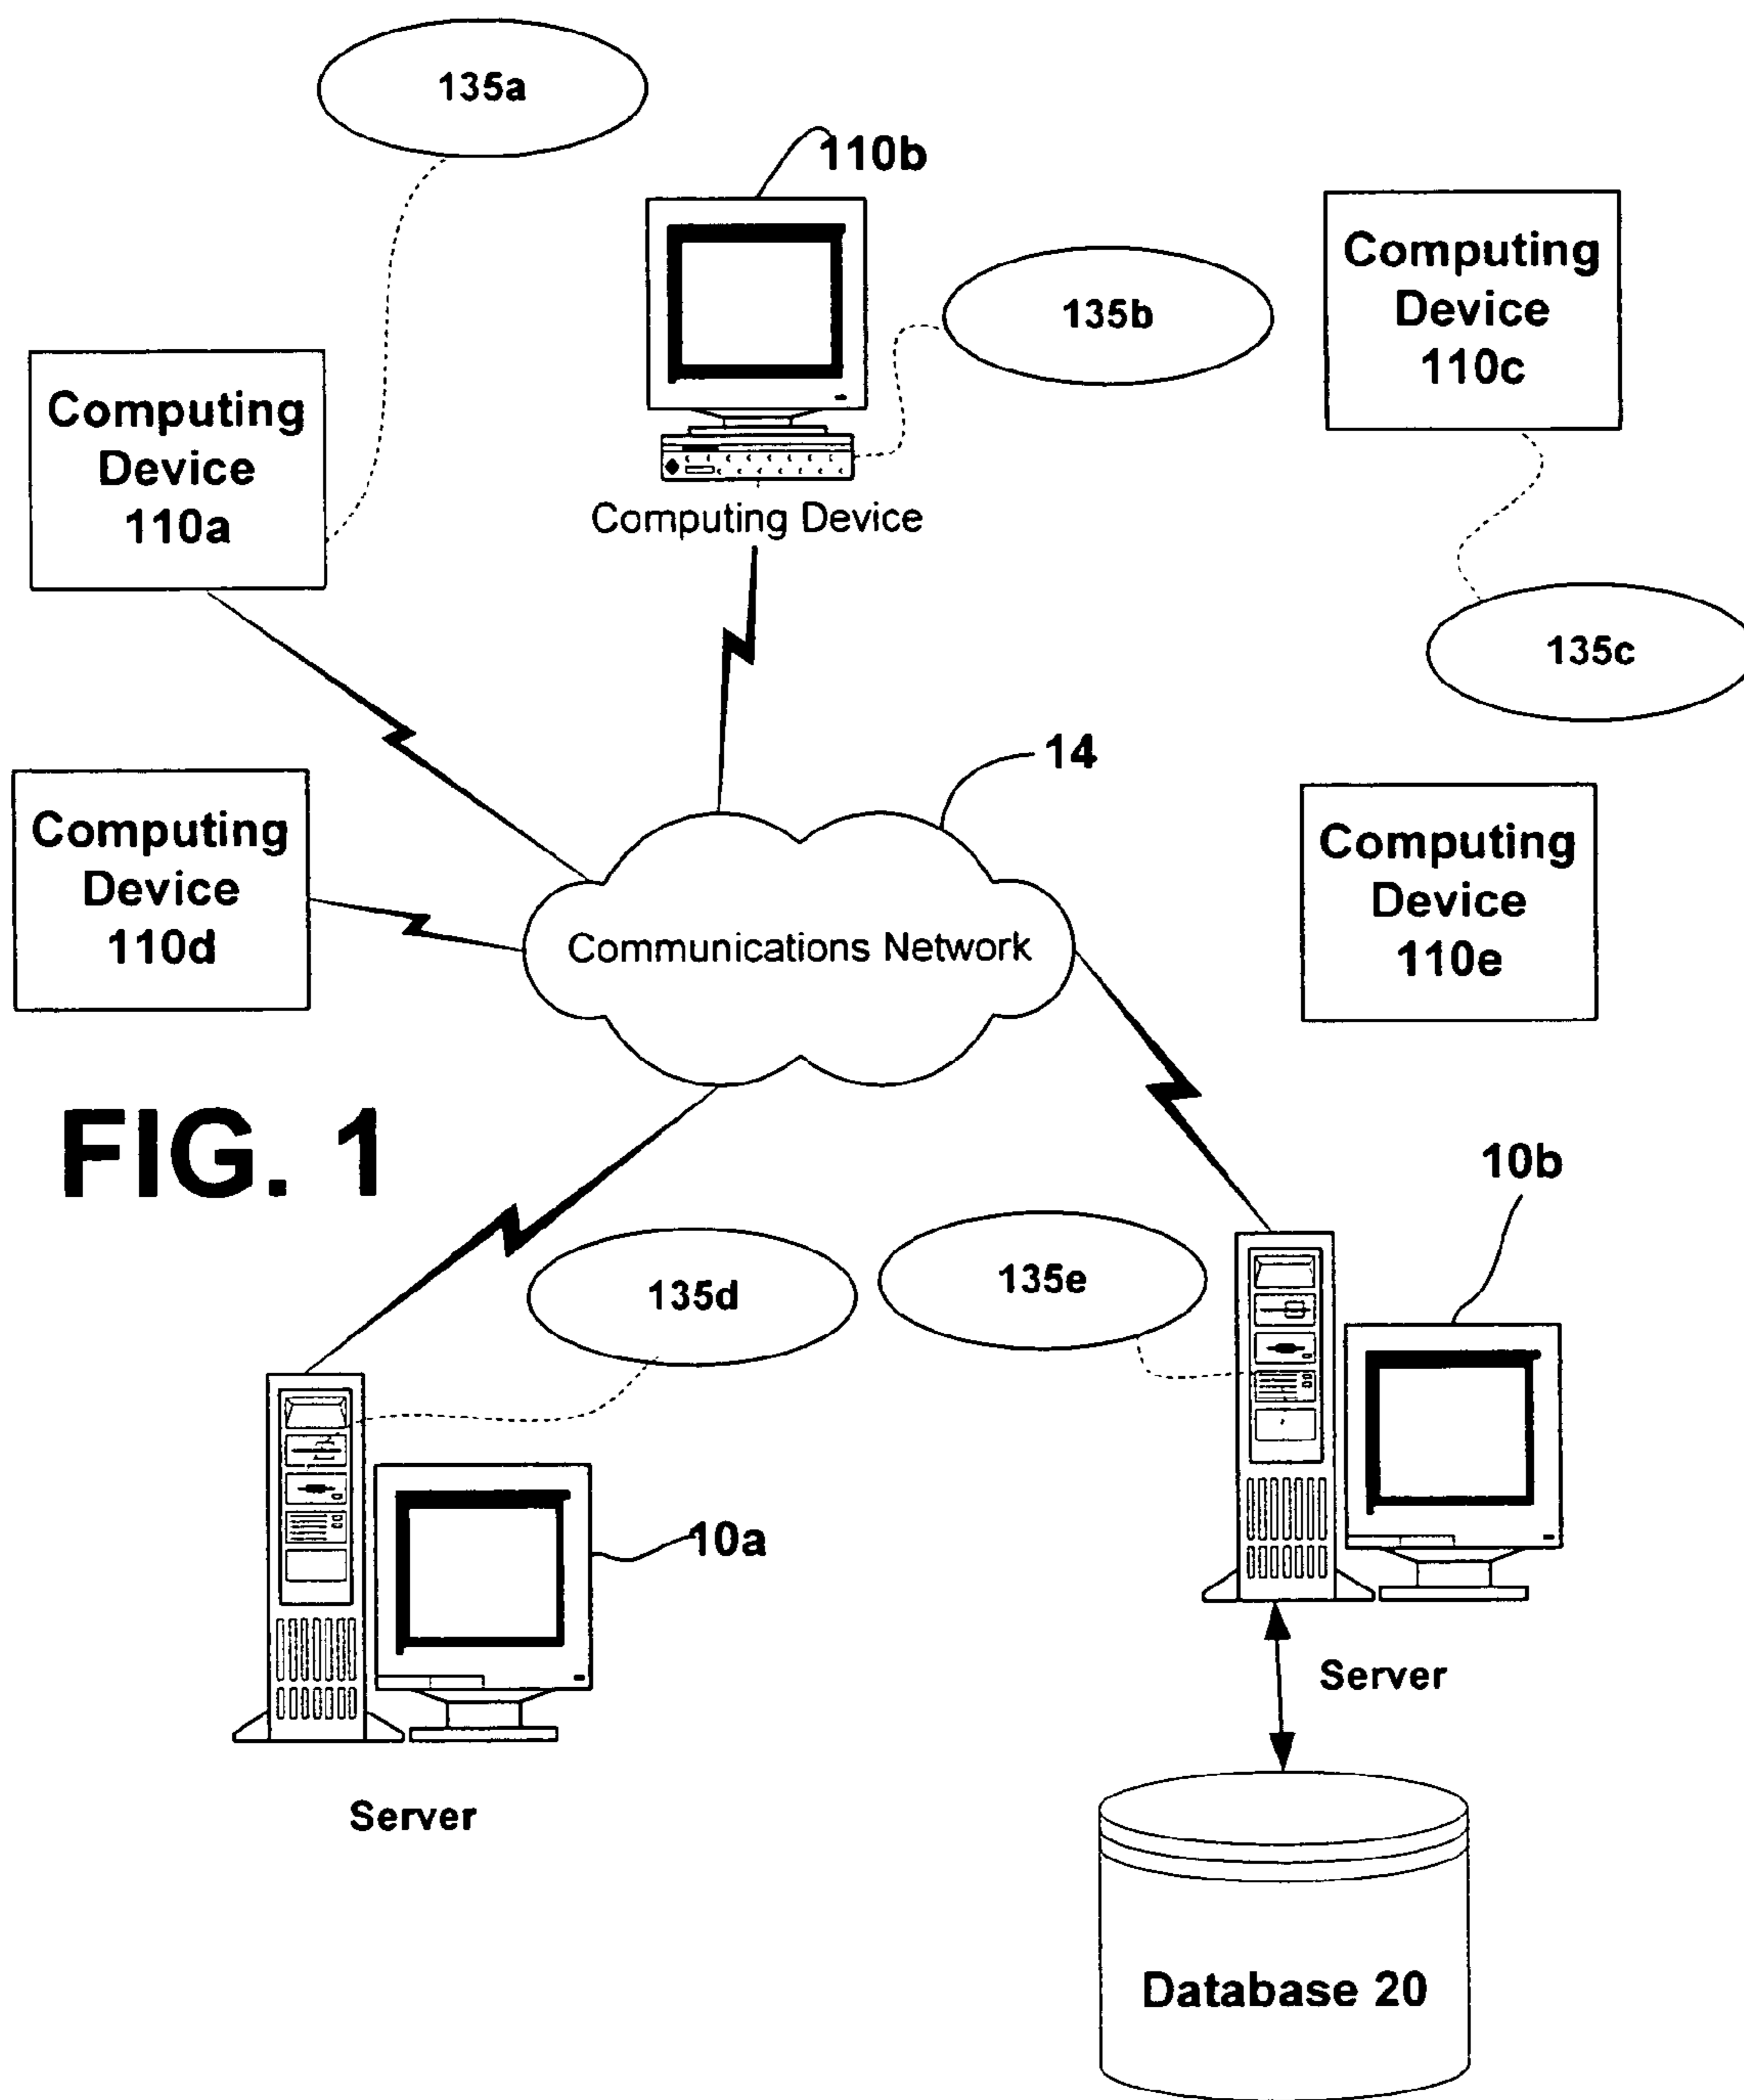 135a
110b
Computing
Device
110c
135b
Computing
Device
110a
Computing Device
135c
14
Computing
Device
110d
Computing
Device
110e
Communications Network
FIG. 1
10b
135d
135e
10a
Server
Server
Database 20